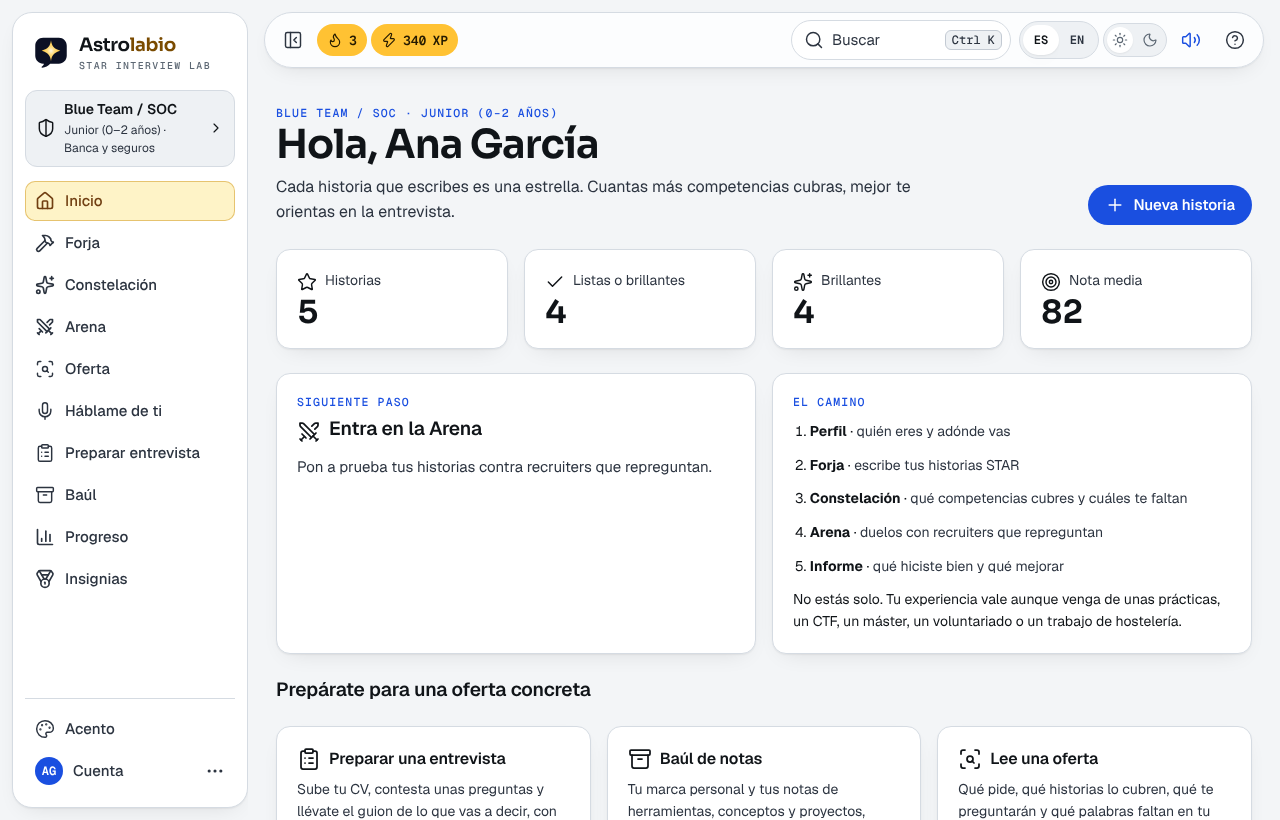 Astrolabio
STAR INTERVIEW LAB
Blue Team / SOC
Junior (0–2 años) ·
Banca y seguros
Inicio
Forja
Constelación
Arena
Oferta
Háblame de ti
Preparar entrevista
Baúl
Progreso
Insignias
Acento
AG Cuenta
3
340 XP
Buscar
Ctrl K
ES
EN
BLUE TEAM / SOC · JUNIOR (0–2 AÑOS)
Hola, Ana García
Cada historia que escribes es una estrella. Cuantas más competencias cubras, mejor te
orientas en la entrevista.
Nueva historia
Historias
5
Listas o brillantes
4
Brillantes
4
Nota media
82
SIGUIENTE PASO
Entra en la Arena
Pon a prueba tus historias contra recruiters que repreguntan.
EL CAMINO
1. Perfil · quién eres y adónde vas
2. Forja · escribe tus historias STAR
3. Constelación · qué competencias cubres y cuáles te faltan
4. Arena · duelos con recruiters que repreguntan
5. Informe · qué hiciste bien y qué mejorar
No estás solo. Tu experiencia vale aunque venga de unas prácticas,
un CTF, un máster, un voluntariado o un trabajo de hostelería.
Prepárate para una oferta concreta
Preparar una entrevista
Sube tu CV, contesta unas preguntas y
llévate el guion de lo que vas a decir, con
Baúl de notas
Tu marca personal y tus notas de
herramientas, conceptos y proyectos,
Lee una oferta
Qué pide, qué historias lo cubren, qué te
preguntarán y qué palabras faltan en tu